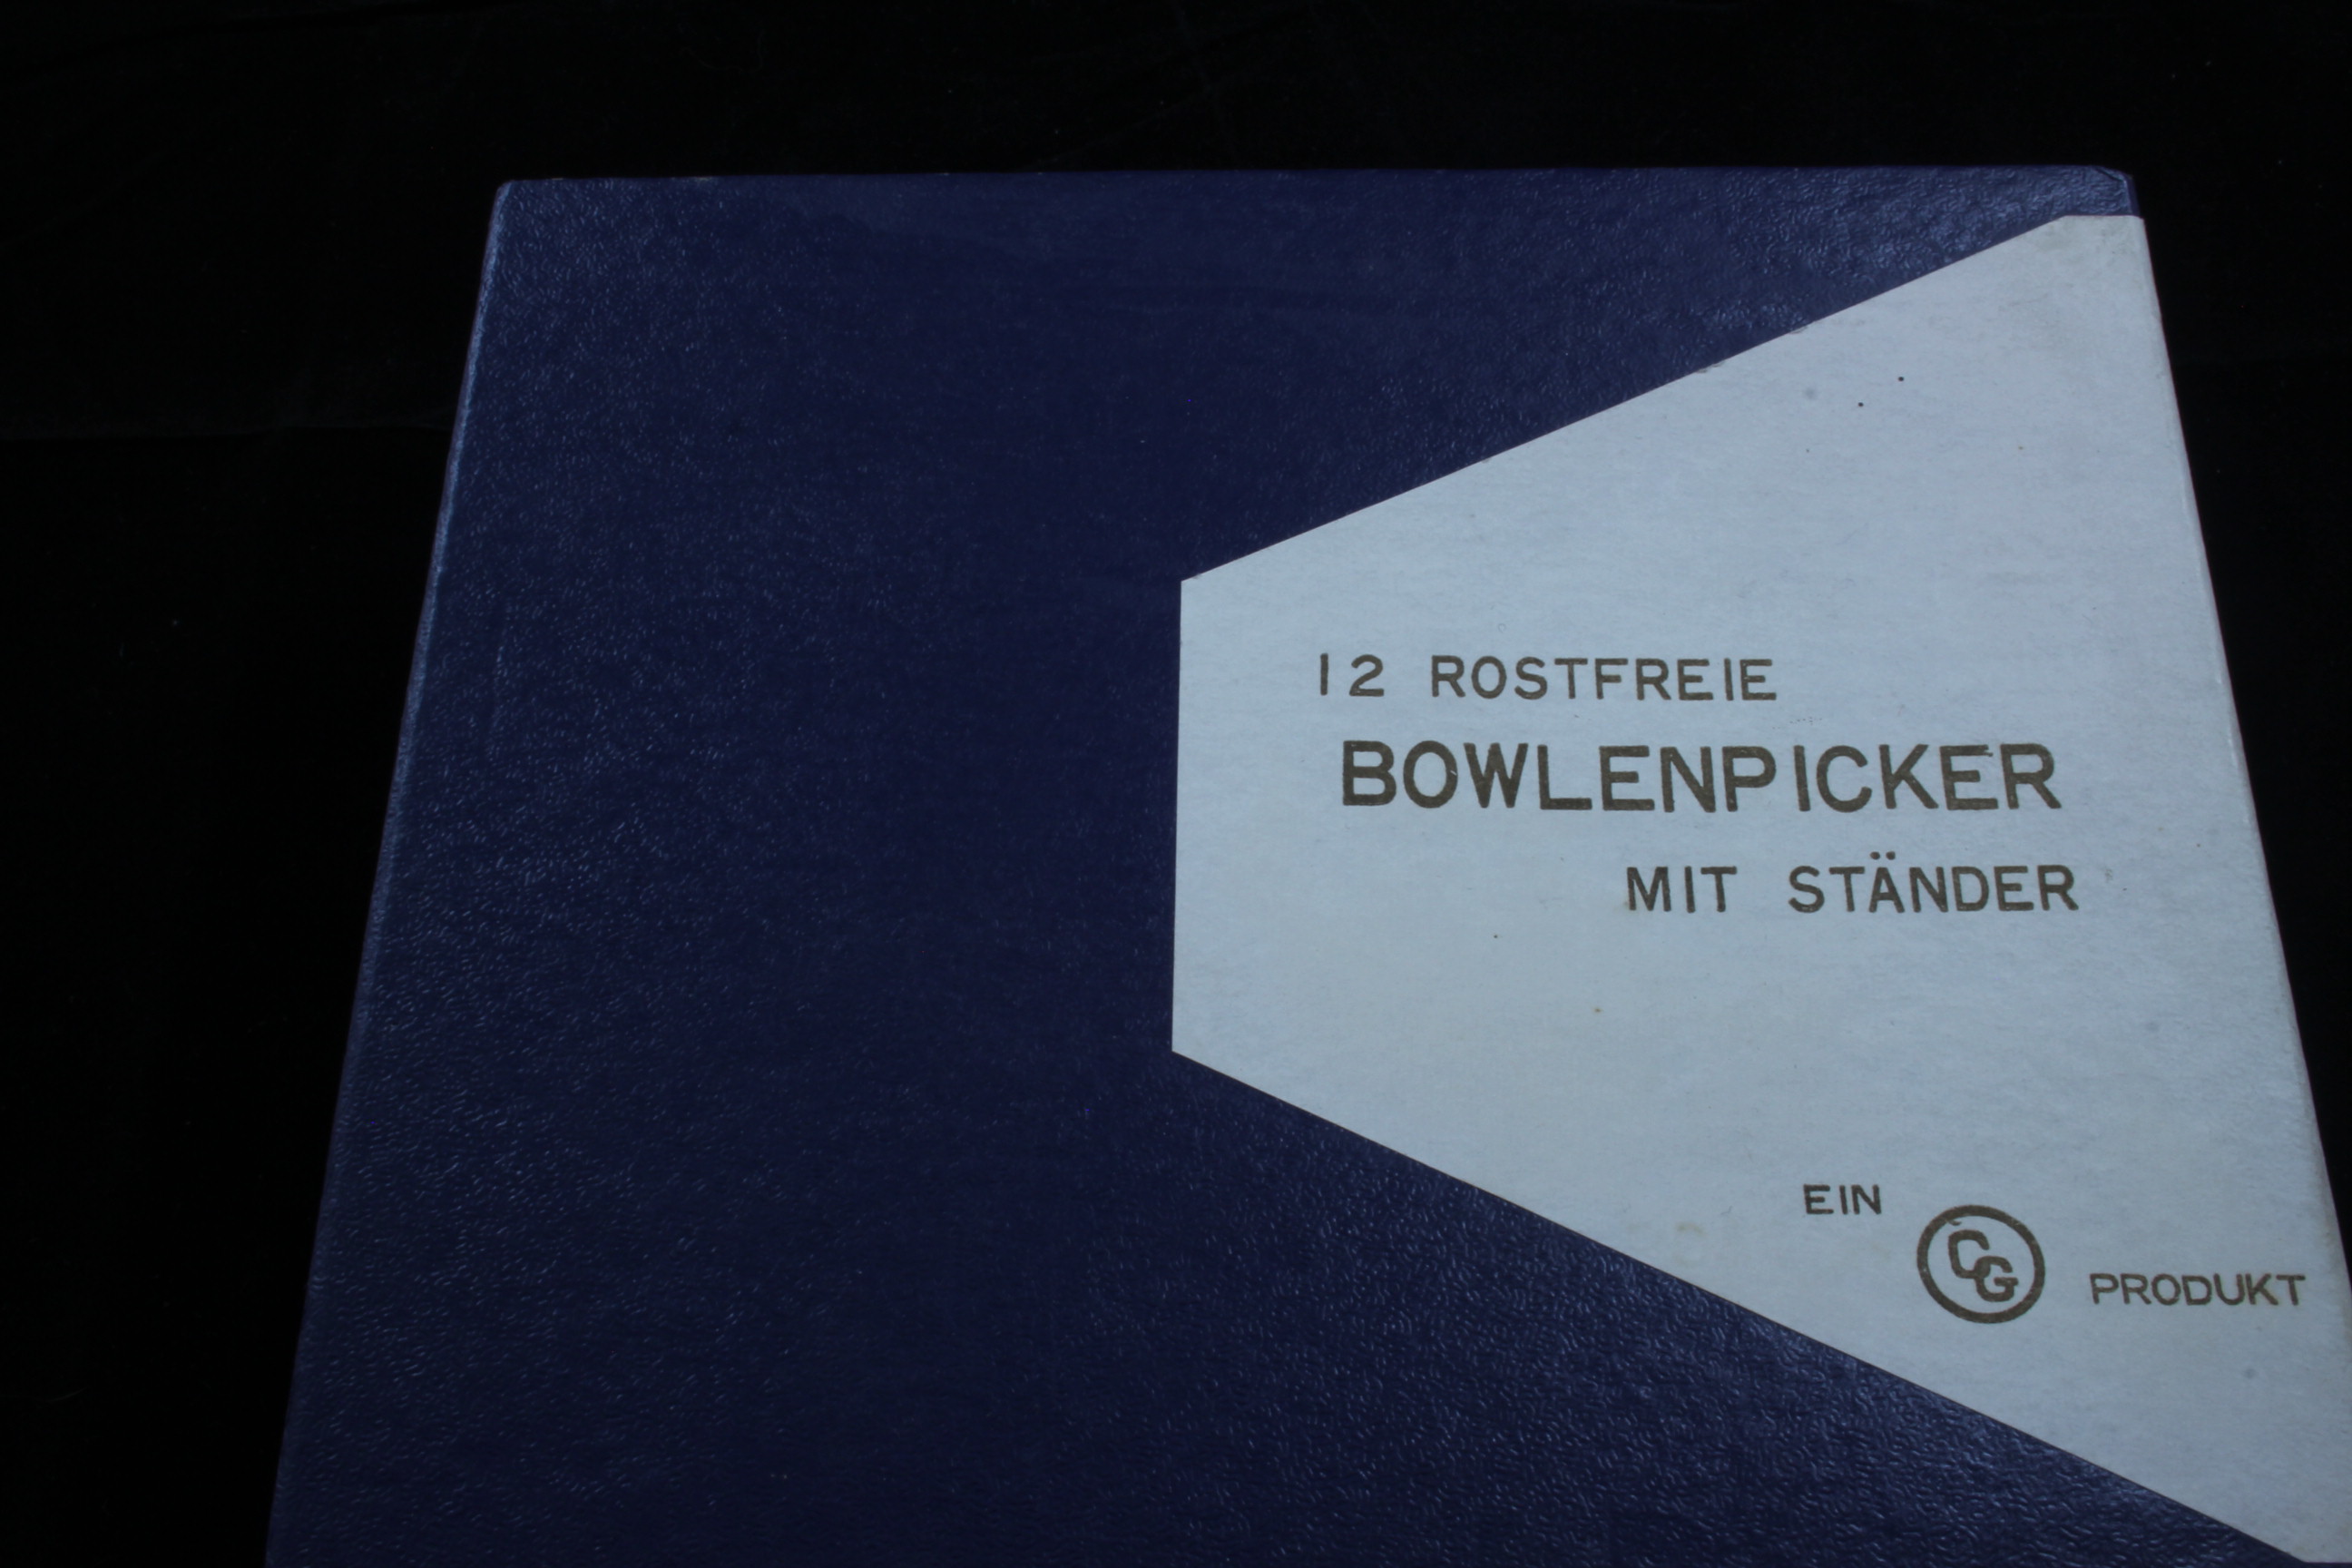 12 ROSTFREIE
BOWLENPICKER
MIT STÄNDER
EIN CG PRODUKT